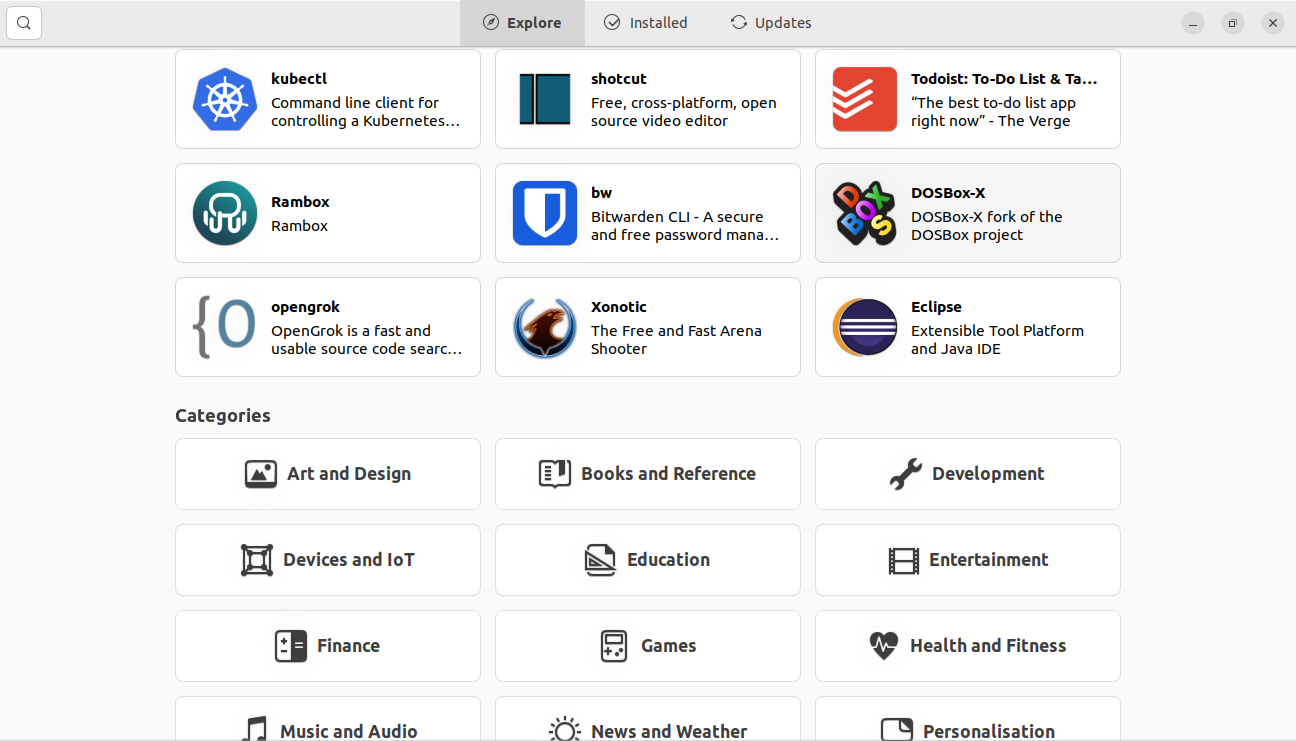 Explore
Installed
Updates
kubectl
Command line client for
controlling a Kubernetes…
shotcut
Free, cross-platform, open
source video editor
Todoist: To-Do List & Ta…
“The best to-do list app
right now” - The Verge
Rambox
Rambox
bw
Bitwarden CLI - A secure
and free password mana…
DOSBox-X
DOSBox-X fork of the
DOSBox project
opengrok
OpenGrok is a fast and
usable source code searc…
Xonotic
The Free and Fast Arena
Shooter
Eclipse
Extensible Tool Platform
and Java IDE
Categories
Art and Design
Books and Reference
Development
Devices and IoT
Education
Entertainment
Finance
Games
Health and Fitness
Music and Audio
News and Weather
Personalisation